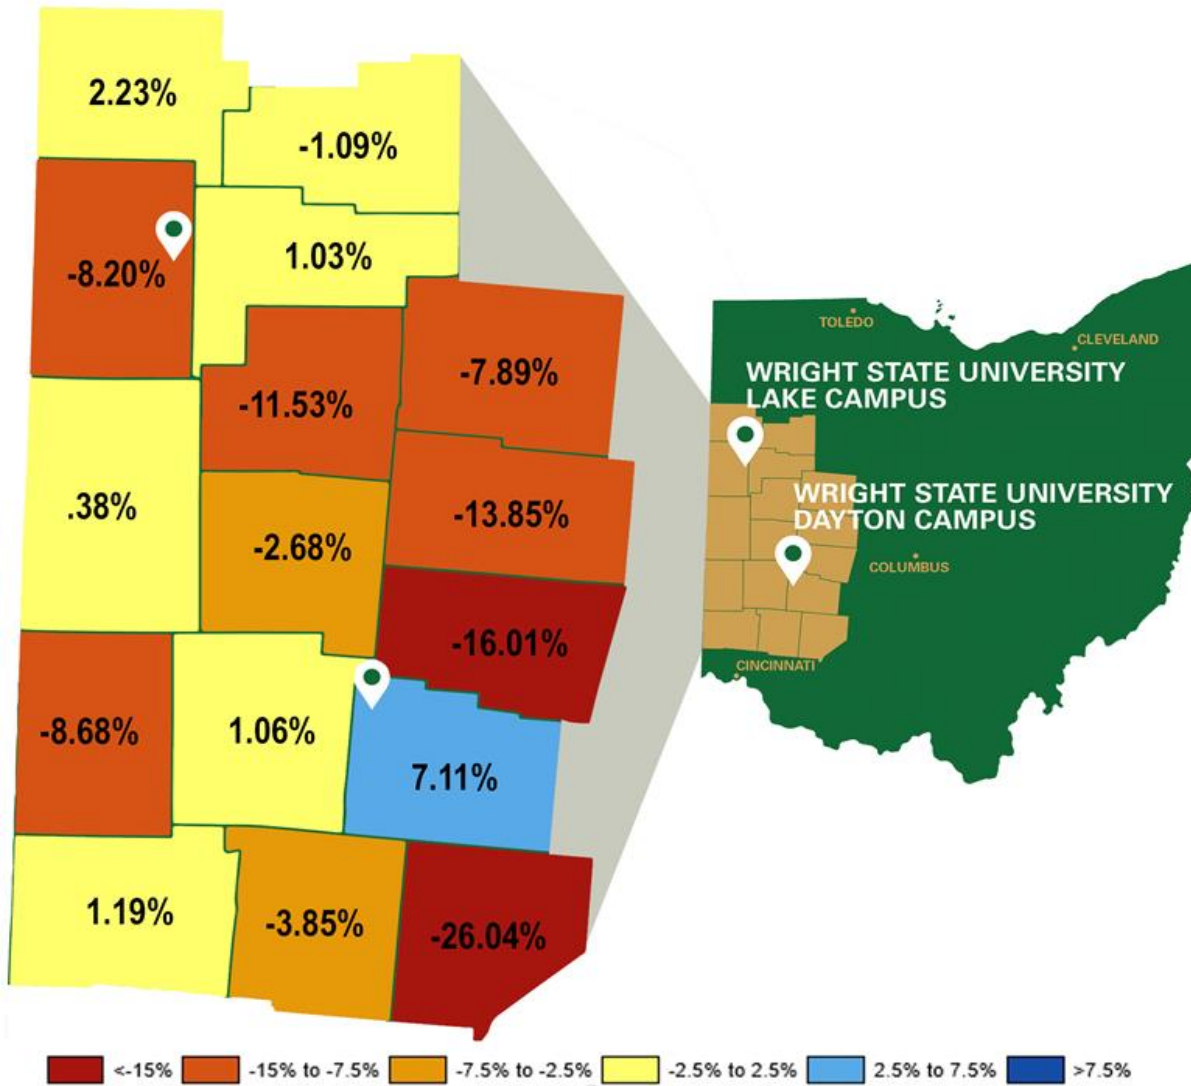 2.23%
-1.09%
-8.20%
1.03%
-7.89%
-11.53%
.38%
-13.85%
-2.68%
-16.01%
-8.68%
1.06%
7.11%
1.19%
-3.85%
-26.04%
TOLEDO
CLEVELAND
WRIGHT STATE UNIVERSITY
LAKE CAMPUS
WRIGHT STATE UNIVERSITY
DAYTON CAMPUS
COLUMBUS
CINCINNATI
<-15%
-15% to -7.5%
-7.5% to -2.5%
-2.5% to 2.5%
2.5% to 7.5%
>7.5%